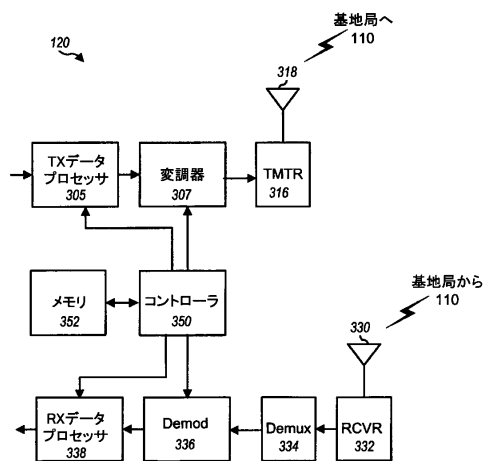 基地局へ
110
120
318
TXデータ
プロセッサ
305
変調器
307
TMTR
316
メモリ
352
コントローラ
350
基地局から
110
330
RXデータ
プロセッサ
338
Demod
336
Demux
334
RCVR
332